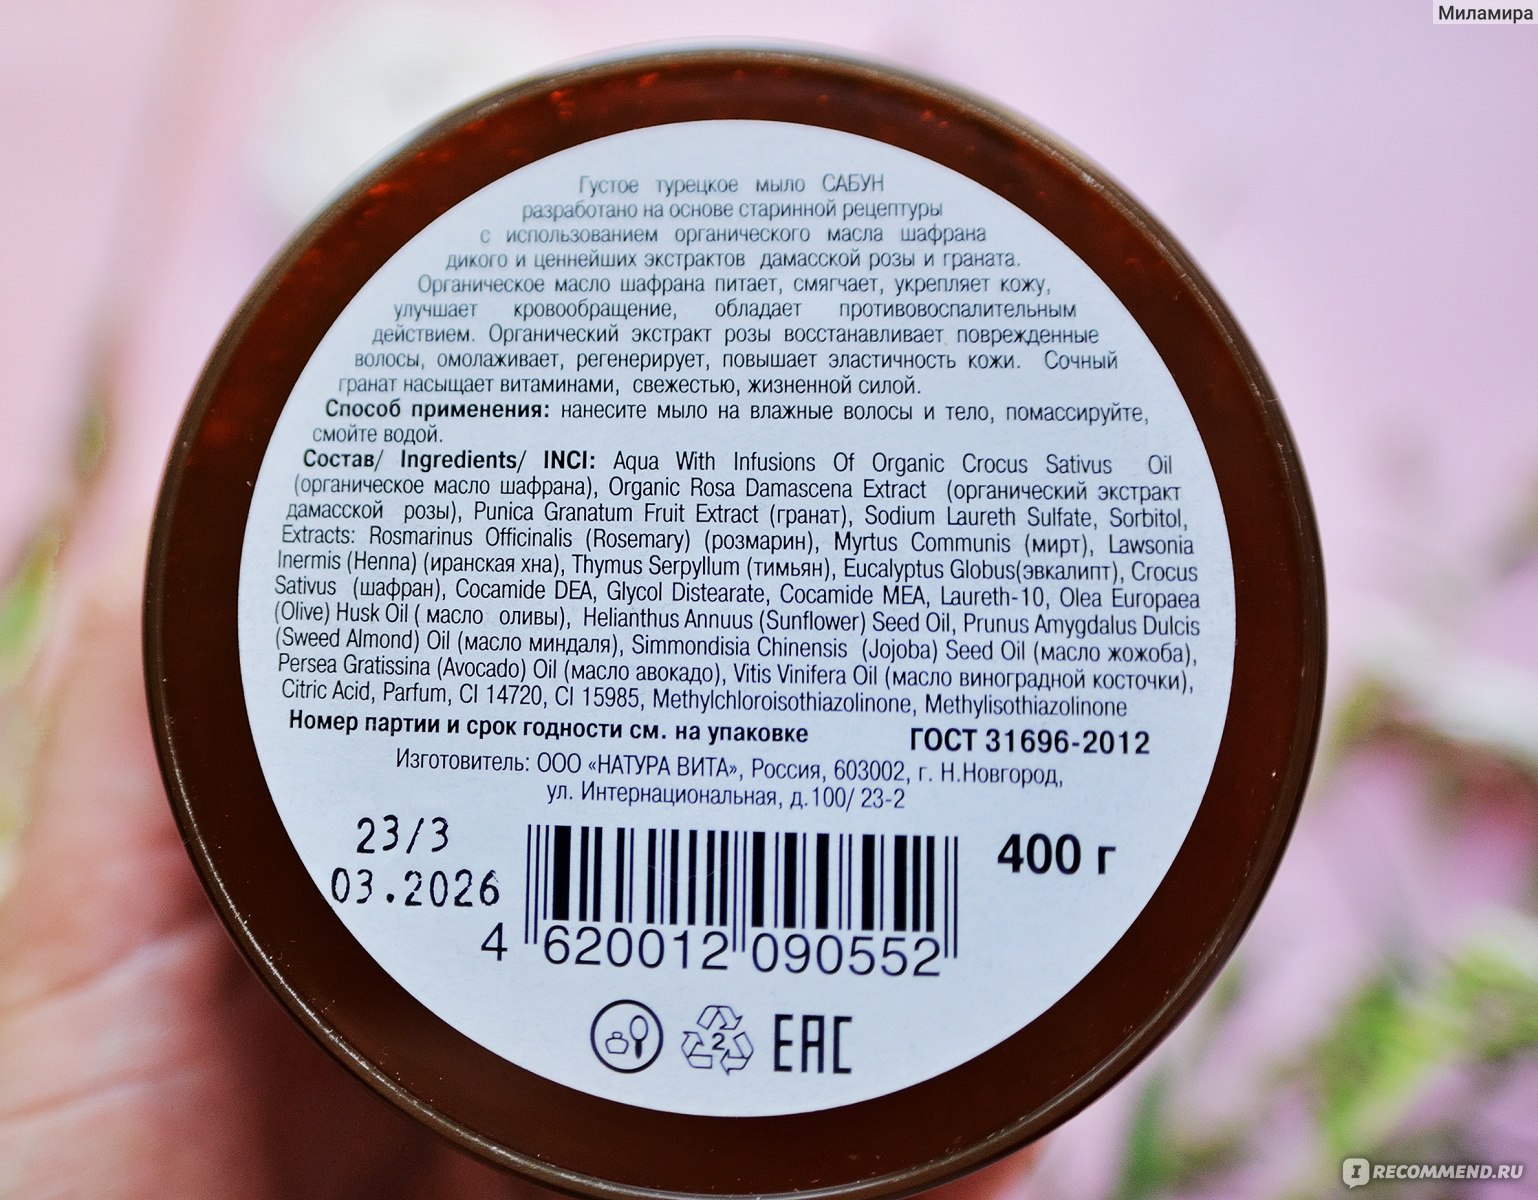 Миламира
Густое турецкое мыло САБУН
разработано на основе старинной рецептуры
с использованием органического масла шафрана
дикого и ценнейших экстрактов дамасской розы и граната.
Органическое масло шафрана питает, смягчает, укрепляет кожу,
улучшает кровообращение, обладает противовоспалительным
действием. Органический экстракт розы восстанавливает поврежденные
волосы, омолаживает, регенерирует, повышает эластичность кожи. Сочный
гранат насыщает витаминами, свежестью, жизненной силой.
Способ применения: нанесите мыло на влажные волосы и тело, помассируйте,
смойте водой.
Состав/ Ingredients/ INCI: Aqua With Infusions Of Organic Crocus Sativus Oil
(органическое масло шафрана), Organic Rosa Damascena Extract (органический экстракт
дамасской розы), Punica Granatum Fruit Extract (гранат), Sodium Laureth Sulfate, Sorbitol,
Extracts: Rosmarinus Officinalis (Rosemary) (розмарин), Myrtus Communis (мирт), Lawsonia
Inermis (Henna) (иранская хна), Thymus Serpyllum (тимьян), Eucalyptus Globus(эвкалипт), Crocus
Sativus (шафран), Cocamide DEA, Glycol Distearate, Cocamide MEA, Laureth-10, Olea Europaea
(Olive) Husk Oil ( масло оливы), Helianthus Annuus (Sunflower) Seed Oil, Prunus Amygdalus Dulcis
(Sweed Almond) Oil (масло миндаля), Simmondisia Chinensis (Jojoba) Seed Oil (масло жожоба),
Persea Gratissina (Avocado) Oil (масло авокадо), Vitis Vinifera Oil (масло виноградной косточки),
Citric Acid, Parfum, CI 14720, CI 15985, Methylchloroisothiazolinone, Methylisothiazolinone
Номер партии и срок годности см. на упаковке ГОСТ 31696-2012
Изготовитель: ООО «НАТУРА ВИТА», Россия, 603002, г. Н.Новгород,
ул. Интернациональная, д.100/ 23-2
23/3
03.2026
400 г
4 620012 090552
2 EAC
IRECOMMEND.RU